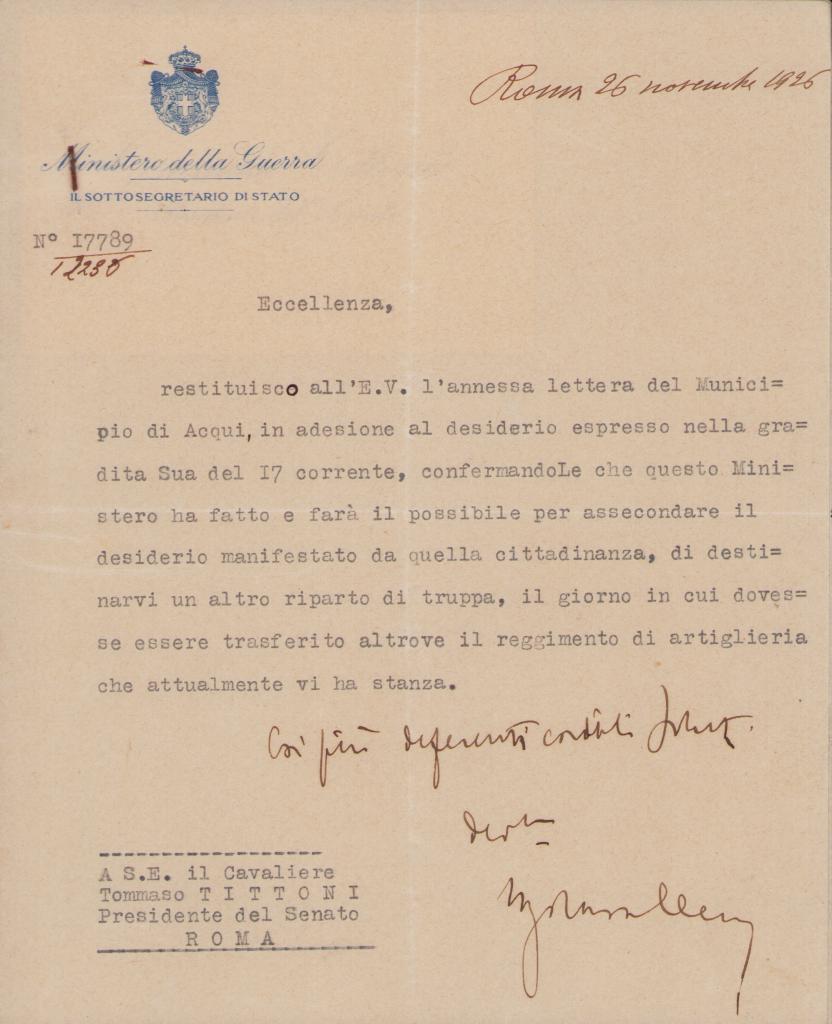 Roma 26 novembre 1926
Ministero della Guerra
IL SOTTOSEGRETARIO DI STATO
N° 17789
Eccellenza,
restituisco all'E.V. l'annessa lettera del Munici=
pio di Acqui, in adesione al desiderio espresso nella gra=
dita Sua del 17 corrente, confermandoLe che questo Mini=
stero ha fatto e farà il possibile per assecondare il
desiderio manifestato da quella cittadinanza, di desti=
narvi un altro riparto di truppa, il giorno in cui doves=
se essere trasferito altrove il reggimento di artiglieria
che attualmente vi ha stanza.
Coi più deferenti cordiali
A S.E. il Cavaliere
Tommaso T I T T O N I
Presidente del Senato
R O M A